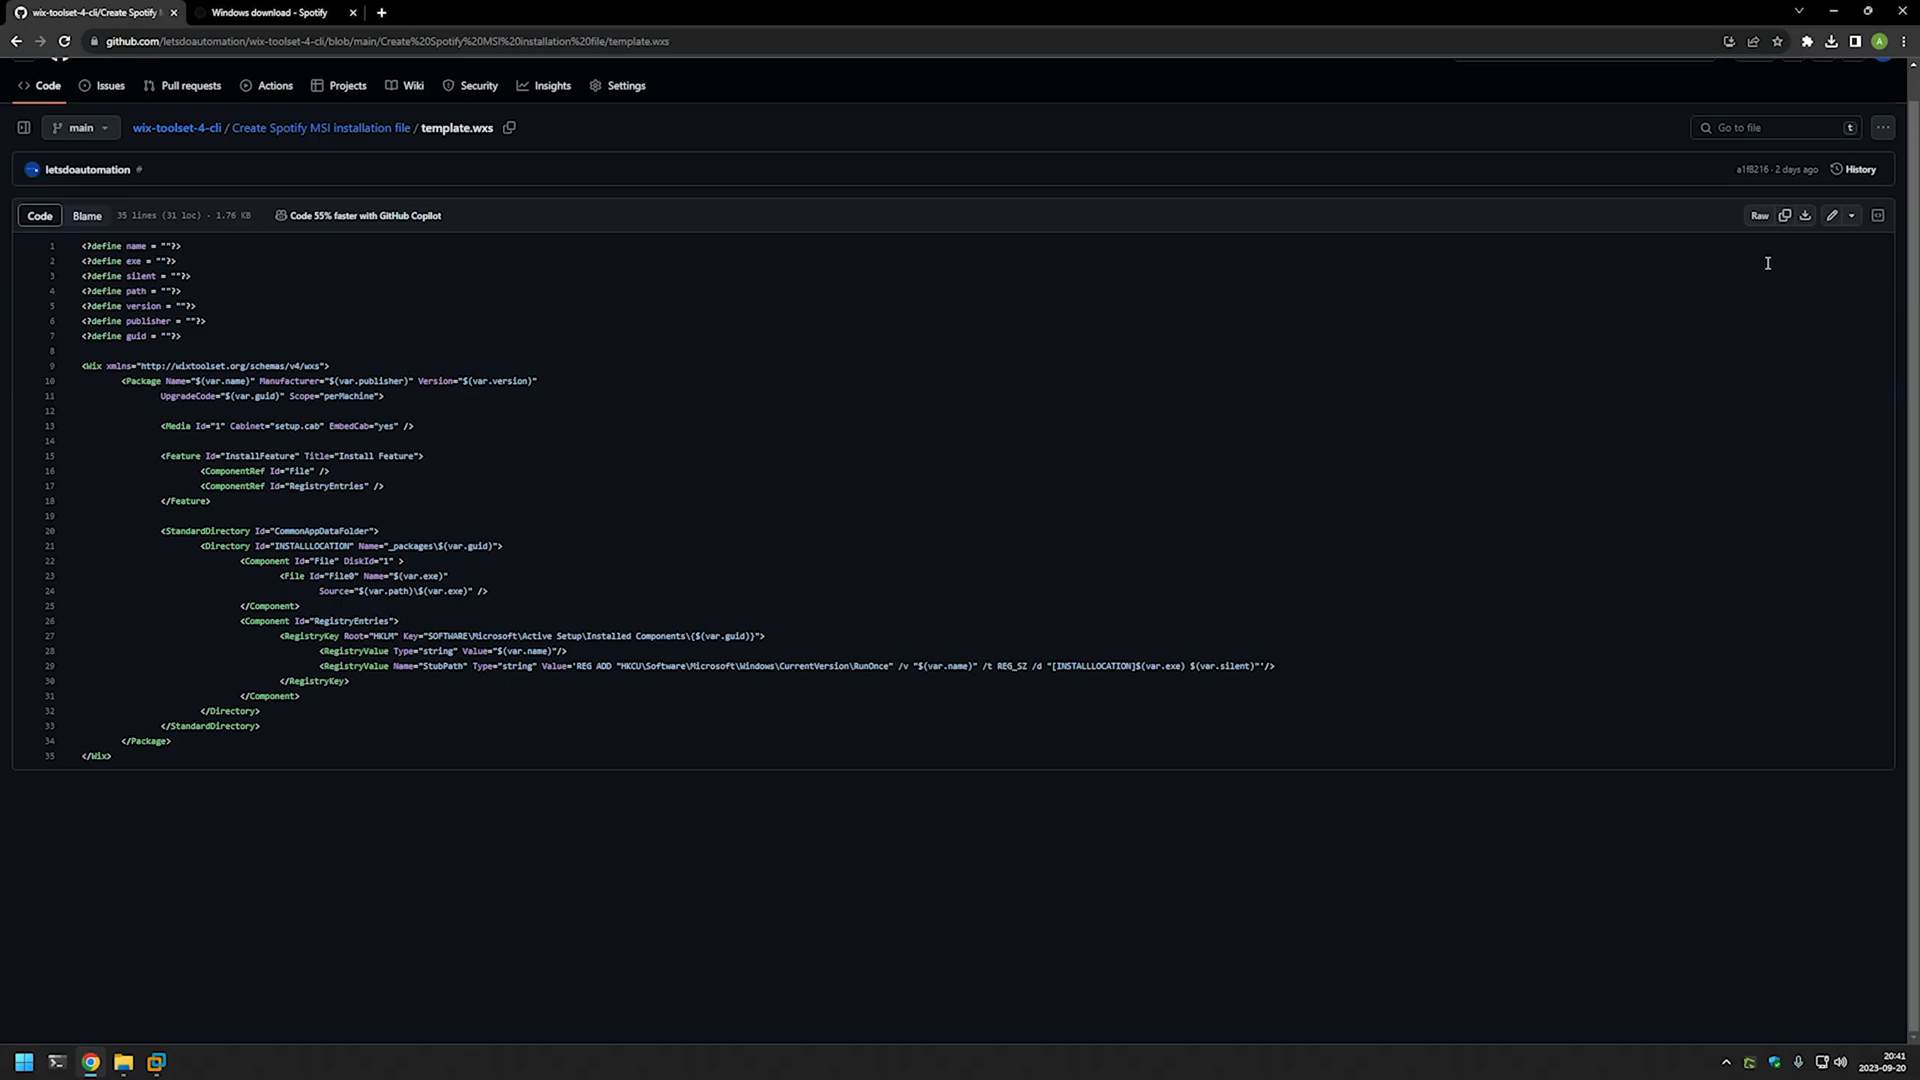 wix-toolset-4-cli/Create Spotify
Windows download - Spotify
github.com/letsdoautomation/wix-toolset-4-cli/blob/main/Create%20Spotify%20MSI%20installation%20file/template.wxs
A
Code Issues Pull requests Actions Projects Wiki Security Insights Settings
main wix-toolset-4-cli / Create Spotify MSI installation file / template.wxs Go to file t
letsdoautomation # a1f8216 · 2 days ago History
Code Blame 35 lines (31 loc) · 1.76 KB Code 55% faster with GitHub Copilot Raw
1 <?define name = ""?>
2 <?define exe = ""?>
3 <?define silent = ""?>
4 <?define path = ""?>
5 <?define version = ""?>
6 <?define publisher = ""?>
7 <?define guid = ""?>
8
9 <Wix xmlns="http://wixtoolset.org/schemas/v4/wxs">
10 <Package Name="$(var.name)" Manufacturer="$(var.publisher)" Version="$(var.version)"
11 UpgradeCode="$(var.guid)" Scope="perMachine">
12
13 <Media Id="1" Cabinet="setup.cab" EmbedCab="yes" />
14
15 <Feature Id="InstallFeature" Title="Install Feature">
16 <ComponentRef Id="File" />
17 <ComponentRef Id="RegistryEntries" />
18 </Feature>
19
20 <StandardDirectory Id="CommonAppDataFolder">
21 <Directory Id="INSTALLLOCATION" Name="_packages\$(var.guid)">
22 <Component Id="File" DiskId="1" >
23 <File Id="File0" Name="$(var.exe)"
24 Source="$(var.path)\$(var.exe)" />
25 </Component>
26 <Component Id="RegistryEntries">
27 <RegistryKey Root="HKLM" Key="SOFTWARE\Microsoft\Active Setup\Installed Components\{$(var.guid)}">
28 <RegistryValue Type="string" Value="$(var.name)"/>
29 <RegistryValue Name="StubPath" Type="string" Value='REG ADD "HKCU\Software\Microsoft\Windows\CurrentVersion\RunOnce" /v "$(var.name)" /t REG_SZ /d "[INSTALLLOCATION]$(var.exe) $(var.silent)"'/>
30 </RegistryKey>
31 </Component>
32 </Directory>
33 </StandardDirectory>
34 </Package>
35 </Wix>
20:41
2023-09-20